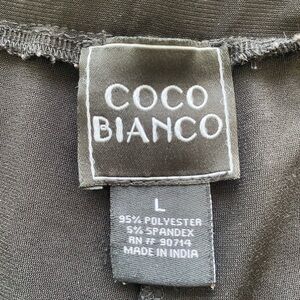 COCO
BIANCO
L
95% POLYESTER
5% SPANDEX
RN # 90714
MADE IN INDIA